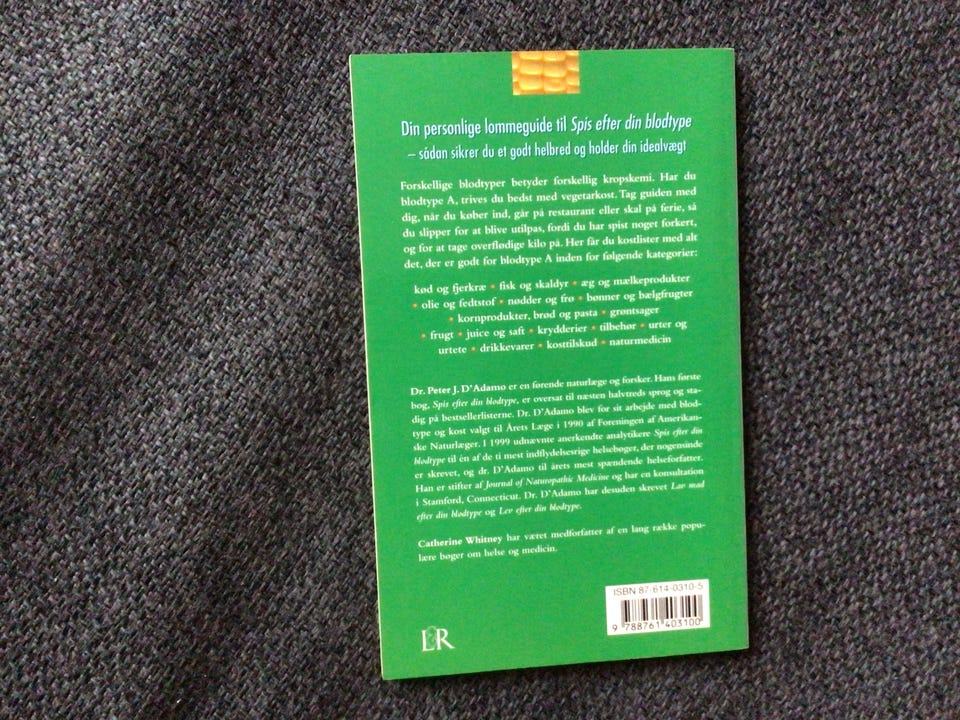 Din personlige lommeguide til Spis efter din blodtype
– sådan sikrer du et godt helbred og holder din idealvægt
Forskellige blodtyper betyder forskellig kropskemi. Har du
blodtype A, trives du bedst med vegetarkost. Tag guiden med
dig, når du køber ind, går på restaurant eller skal på ferie, så
du slipper for at blive utilpas, fordi du har spist noget forkert,
og for at tage overflødige kilo på. Her får du kostlister med alt
det, der er godt for blodtype A inden for følgende kategorier:
kød og fjerkræ • fisk og skaldyr • æg og mælkeprodukter
• olie og fedtstof • nødder og frø • bønner og bælgfrugter
• kornprodukter, brød og pasta • grøntsager
• frugt • juice og saft • krydderier • tilbehør • urter og
urtete • drikkevarer • kosttilskud • naturmedicin
Dr. Peter J. D'Adamo er en førende naturlæge og forsker. Hans første
bog, Spis efter din blodtype, er oversat til næsten halvtreds sprog og sta-
dig på bestsellerlisterne. Dr. D'Adamo blev for sit arbejde med blod-
type og kost valgt til Årets Læge i 1990 af Foreningen af Amerikan-
ske Naturlæger. I 1999 udnævnte anerkendte analytikere Spis efter din
blodtype til én af de ti mest indflydelsesrige helsebøger, der nogensinde
er skrevet, og dr. D'Adamo til årets mest spændende helseforfatter.
Han er stifter af Journal of Naturopathic Medicine og har en konsultation
i Stamford, Connecticut. Dr. D'Adamo har desuden skrevet Lav mad
efter din blodtype og Lev efter din blodtype.
Catherine Whitney har været medforfatter af en lang række popu-
lære bøger om helse og medicin.
ISBN 87-614-0310-5
9 788761 403100
L&R